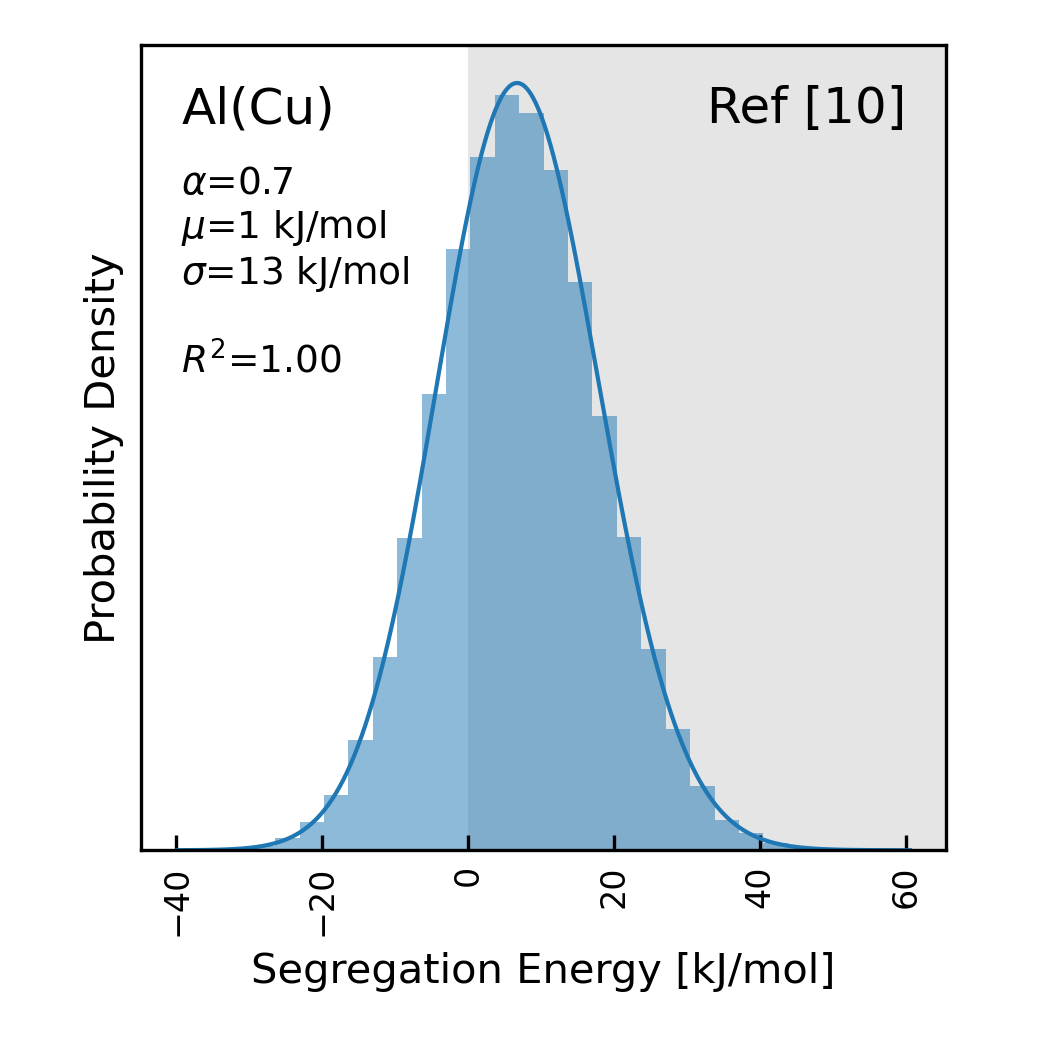 Al(Cu)
Ref [10]
α=0.7
μ=1 kJ/mol
σ=13 kJ/mol
R²=1.00
Probability Density
−40
−20
0
20
40
60
Segregation Energy [kJ/mol]